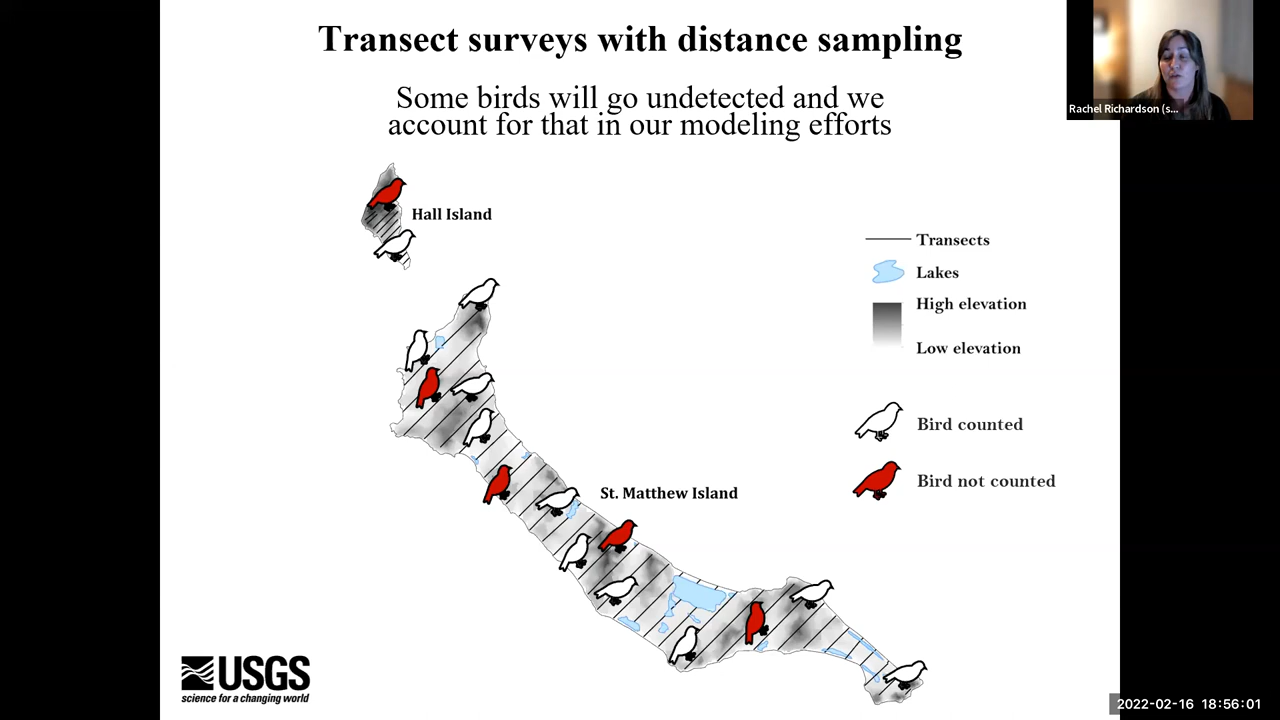 Transect surveys with distance sampling
Some birds will go undetected and we
account for that in our modeling efforts
Rachel Richardson (s...
Hall Island
Transects
Lakes
High elevation
Low elevation
Bird counted
Bird not counted
St. Matthew Island
USGS
science for a changing world
2022-02-16 18:56:01